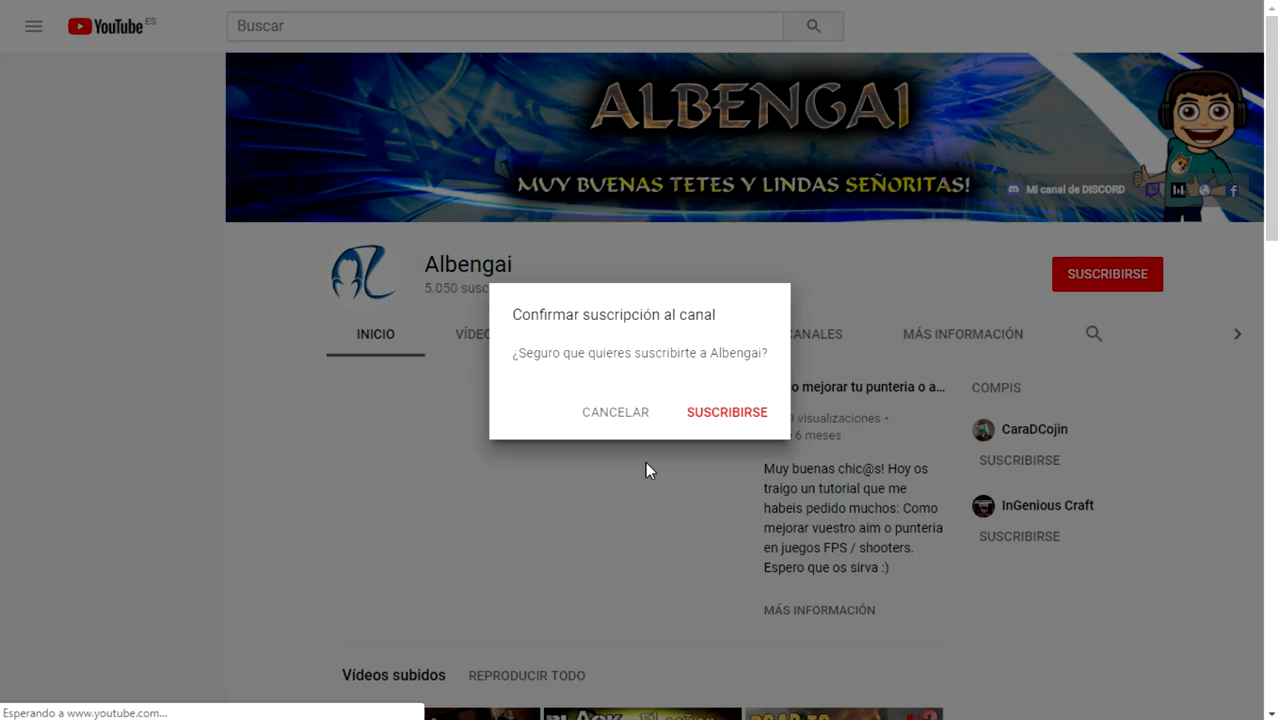 YouTube ES
Buscar
ALBENGAI
MUY BUENAS TETES Y LINDAS SEÑORITAS!
Mi canal de DISCORD
Albengai
5.050 susc
SUSCRIBIRSE
INICIO
VÍDE
CANALES
MÁS INFORMACIÓN
Confirmar suscripción al canal
¿Seguro que quieres suscribirte a Albengai?
CANCELAR
SUSCRIBIRSE
o mejorar tu punteria o a...
9 visualizaciones •
6 meses
Muy buenas chic@s! Hoy os
traigo un tutorial que me
habeis pedido muchos: Como
mejorar vuestro aim o punteria
en juegos FPS / shooters.
Espero que os sirva :)
MÁS INFORMACIÓN
COMPIS
CaraDCojin
SUSCRIBIRSE
InGenious Craft
SUSCRIBIRSE
Vídeos subidos
REPRODUCIR TODO
Esperando a www.youtube.com...